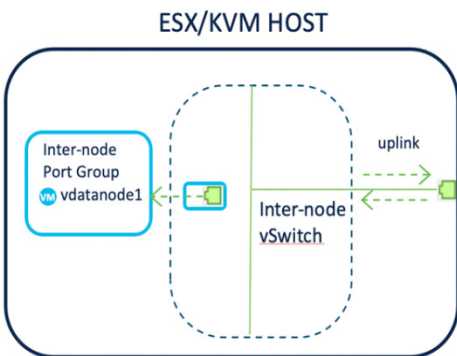 ESX/KVM HOST
Inter-node
Port Group
VM vdatanode1
uplink
Inter-node
vSwitch